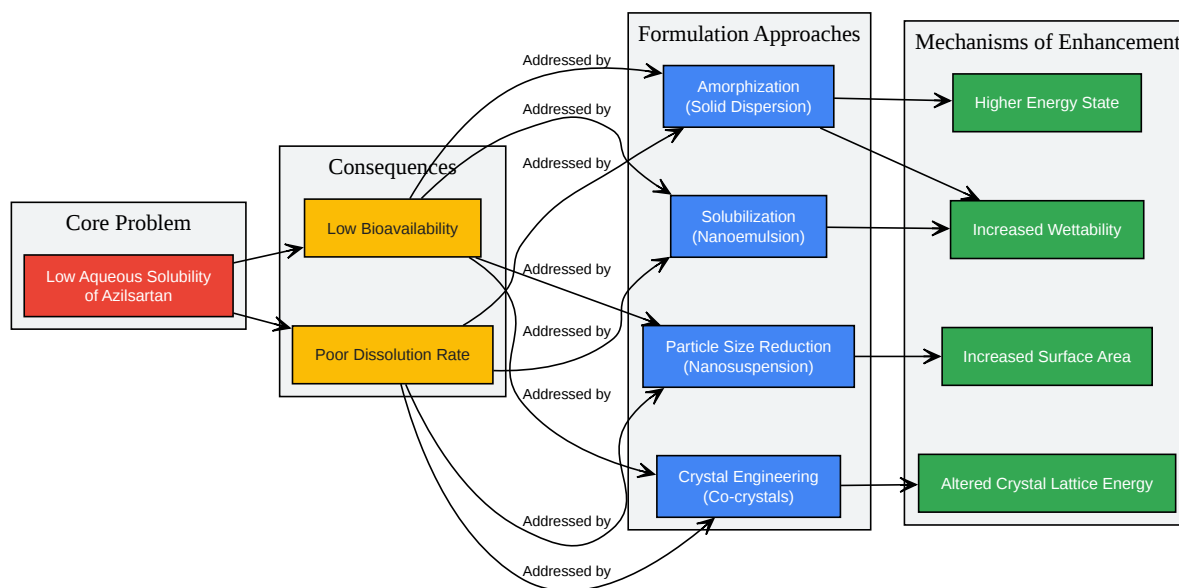 Core Problem
Low Aqueous Solubility
of Azilsartan
Consequences
Low Bioavailability
Poor Dissolution Rate
Addressed by
Addressed by
Addressed by
Addressed by
Addressed by
Addressed by
Addressed by
Addressed by
Formulation Approaches
Amorphization
(Solid Dispersion)
Solubilization
(Nanoemulsion)
Particle Size Reduction
(Nanosuspension)
Crystal Engineering
(Co-crystals)
Mechanisms of Enhancement
Higher Energy State
Increased Wettability
Increased Surface Area
Altered Crystal Lattice Energy